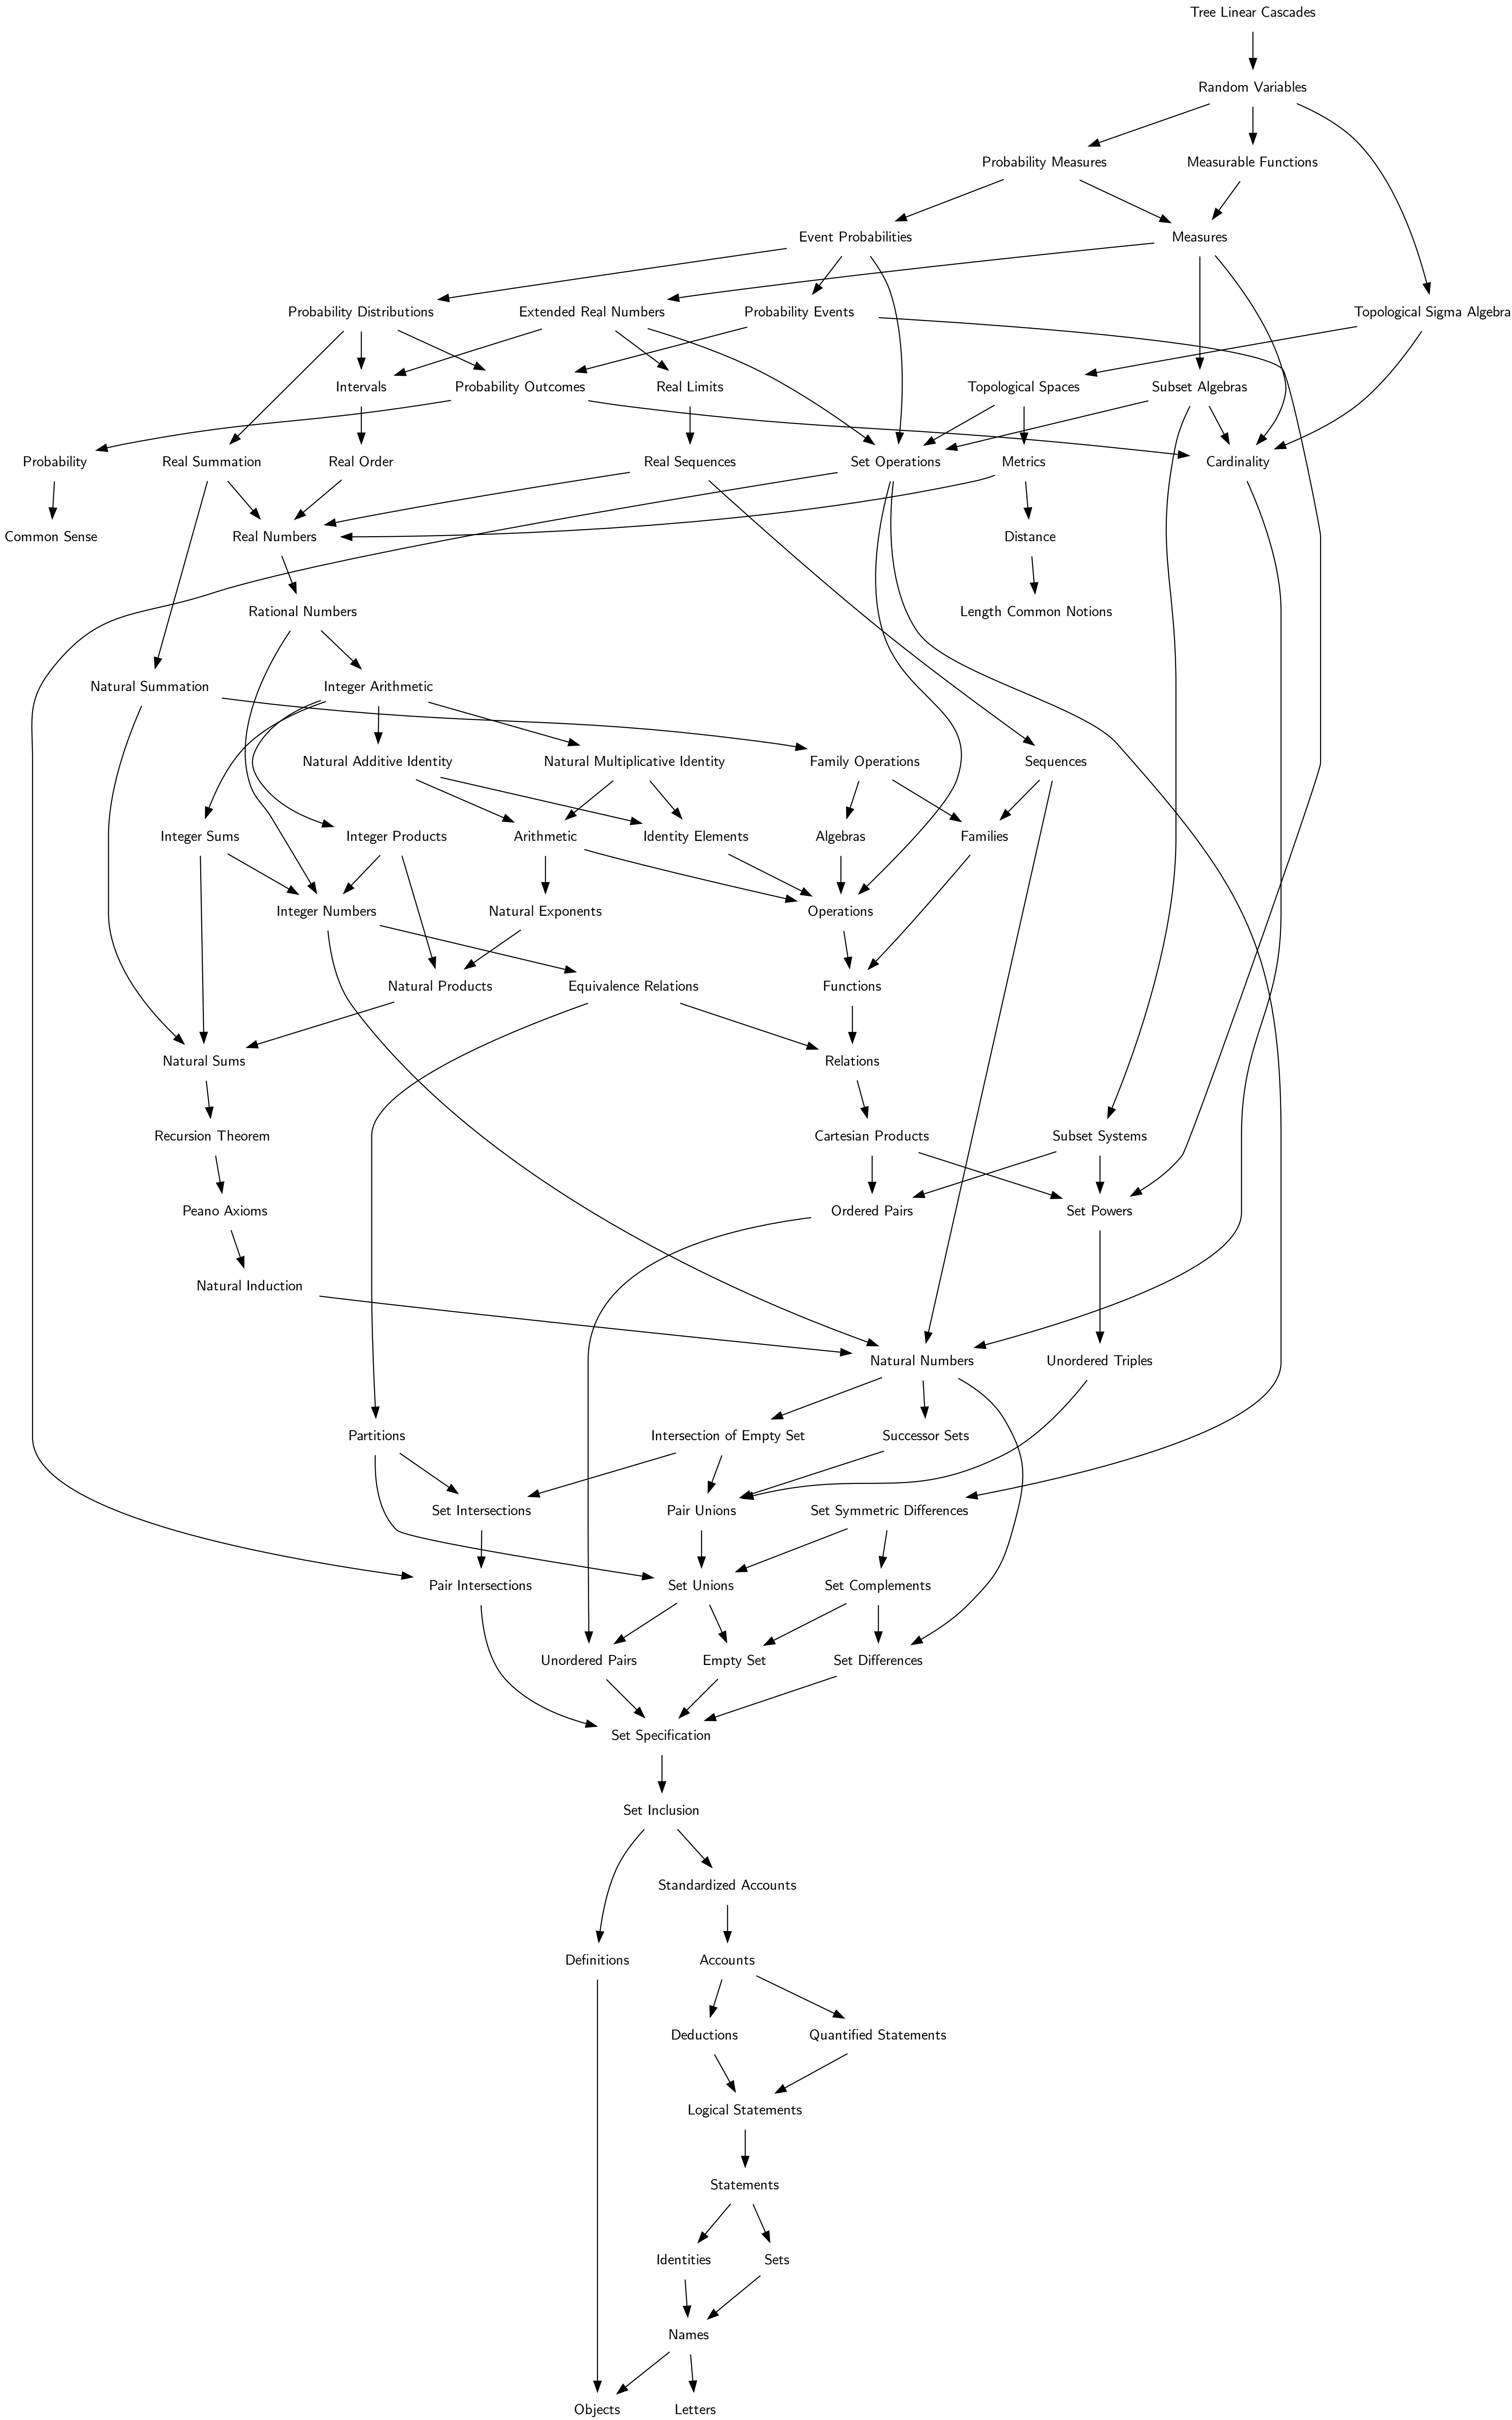 Tree Linear Cascades
Random Variables
Probability Measures
Measurable Functions
Event Probabilities
Measures
Probability Distributions
Extended Real Numbers
Probability Events
Topological Sigma Algebra
Intervals
Probability Outcomes
Real Limits
Topological Spaces
Subset Algebras
Probability
Real Summation
Real Order
Real Sequences
Set Operations
Metrics
Cardinality
Common Sense
Real Numbers
Distance
Rational Numbers
Length Common Notions
Natural Summation
Integer Arithmetic
Natural Additive Identity
Natural Multiplicative Identity
Family Operations
Sequences
Integer Sums
Integer Products
Arithmetic
Identity Elements
Algebras
Families
Integer Numbers
Natural Exponents
Operations
Natural Products
Equivalence Relations
Functions
Natural Sums
Relations
Recursion Theorem
Cartesian Products
Subset Systems
Peano Axioms
Ordered Pairs
Set Powers
Natural Induction
Natural Numbers
Unordered Triples
Partitions
Intersection of Empty Set
Successor Sets
Set Intersections
Pair Unions
Set Symmetric Differences
Pair Intersections
Set Unions
Set Complements
Unordered Pairs
Empty Set
Set Differences
Set Specification
Set Inclusion
Standardized Accounts
Definitions
Accounts
Deductions
Quantified Statements
Logical Statements
Statements
Identities
Sets
Names
Objects
Letters